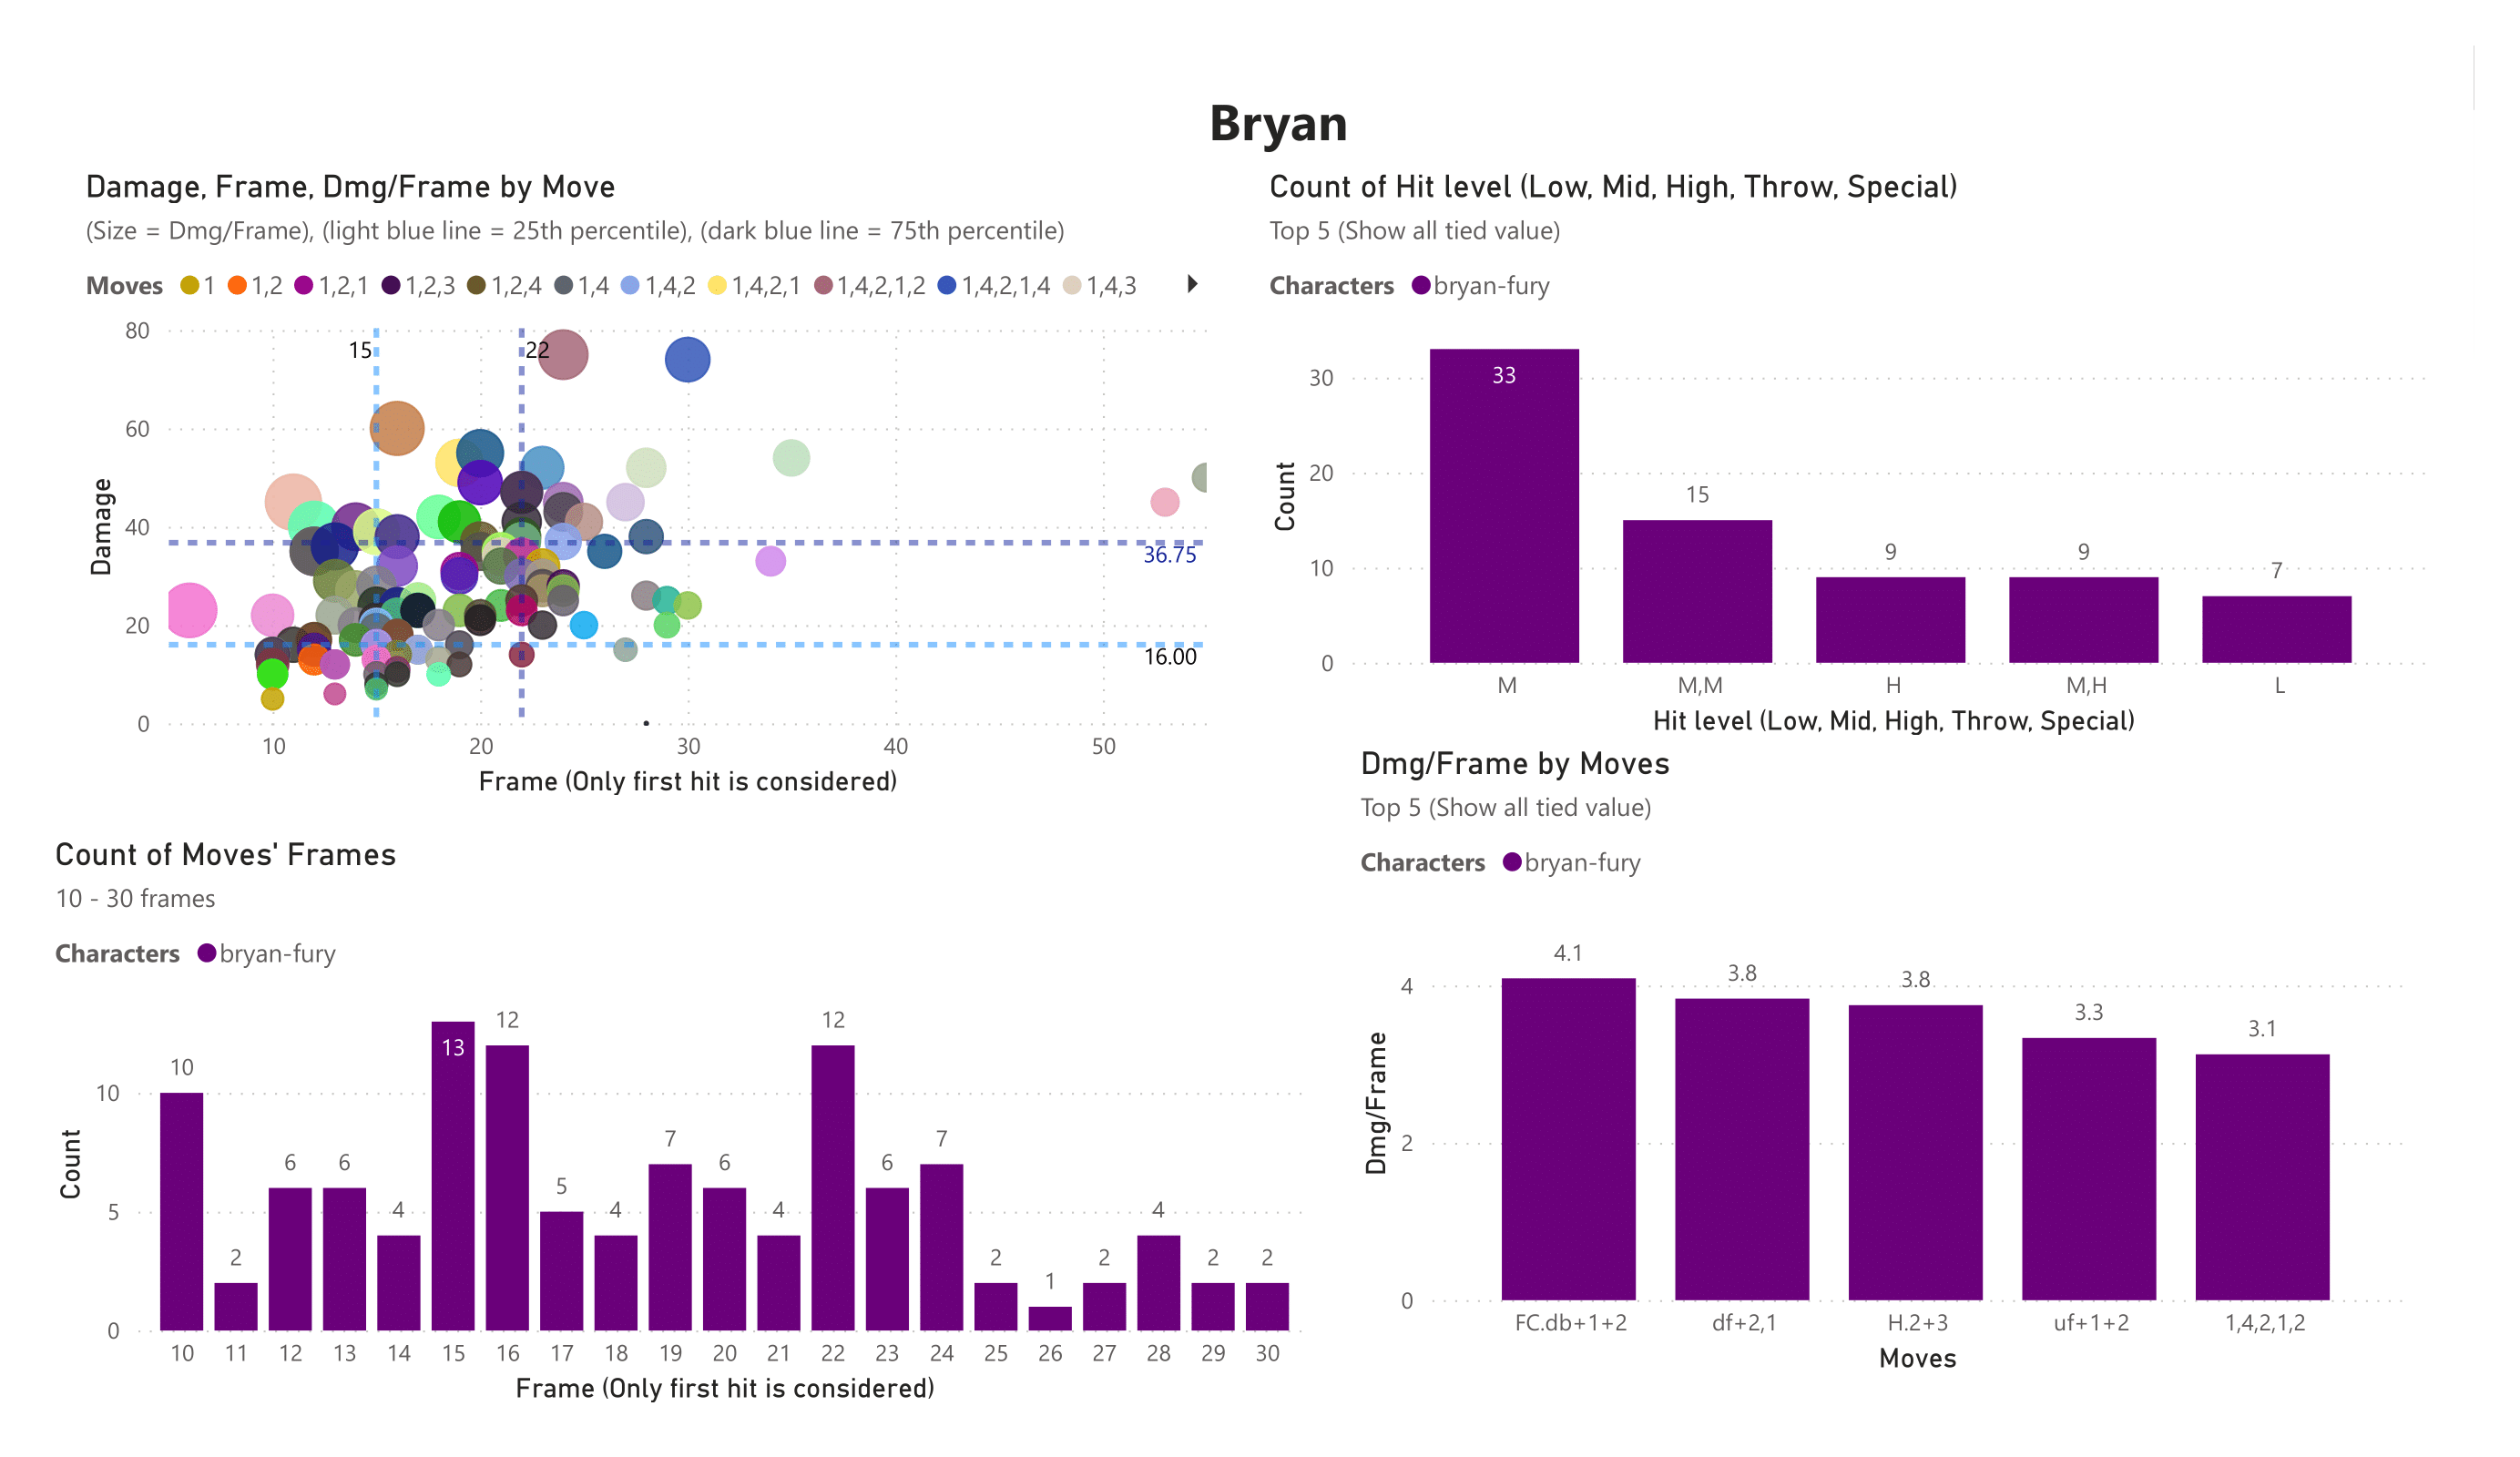 Bryan
Damage, Frame, Dmg/Frame by Move
(Size = Dmg/Frame), (light blue line = 25th percentile), (dark blue line = 75th percentile)
Moves 1 1,2 1,2,1 1,2,3 1,2,4 1,4 1,4,2 1,4,2,1 1,4,2,1,2 1,4,2,1,4 1,4,3
80
15 22
60
Damage
40
36.75
20
16.00
0
10 20 30 40 50
Frame (Only first hit is considered)
Count of Hit level (Low, Mid, High, Throw, Special)
Top 5 (Show all tied value)
Characters bryan-fury
33
30
Count
20
15
10
9 9
7
0
M M,M H M,H L
Hit level (Low, Mid, High, Throw, Special)
Count of Moves' Frames
10 - 30 frames
Characters bryan-fury
Count
10
5
0
10 2 6 6 4 13 12 5 4 7 6 4 12 6 7 2 1 2 4 2 2
10 11 12 13 14 15 16 17 18 19 20 21 22 23 24 25 26 27 28 29 30
Frame (Only first hit is considered)
Dmg/Frame by Moves
Top 5 (Show all tied value)
Characters bryan-fury
4.1 3.8 3.8 3.3 3.1
Dmg/Frame
4
2
0
FC.db+1+2 df+2,1 H.2+3 uf+1+2 1,4,2,1,2
Moves